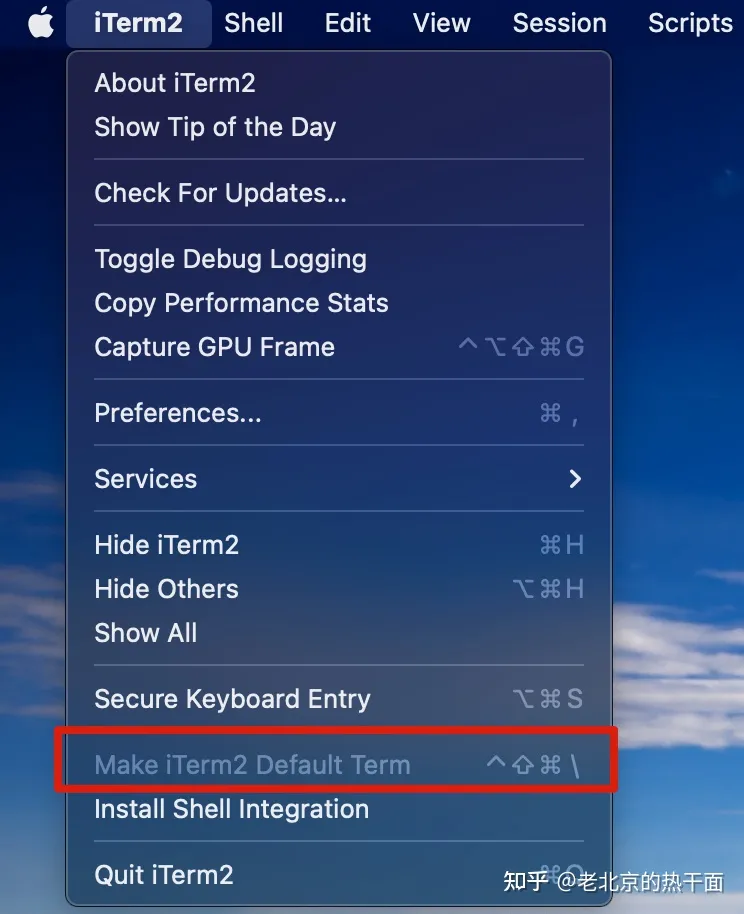 iTerm2 Shell Edit View Session Scripts
About iTerm2
Show Tip of the Day
Check For Updates...
Toggle Debug Logging
Copy Performance Stats
Capture GPU Frame ^⌥⇧⌘G
Preferences... ⌘,
Services >
Hide iTerm2 ⌘H
Hide Others ⌥⌘H
Show All
Secure Keyboard Entry ⌥⌘S
Make iTerm2 Default Term ^⇧⌘\
Install Shell Integration
Quit iTerm2 ⌘Q
知乎 @老北京的热干面